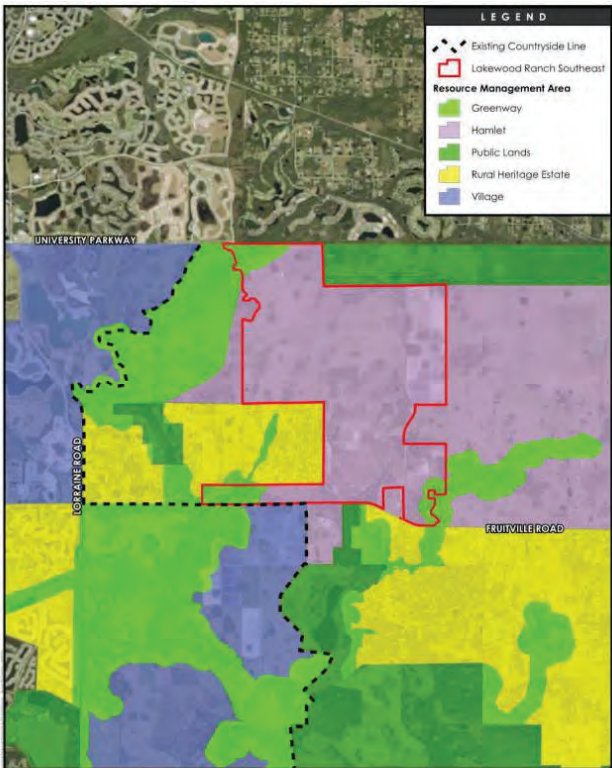 LEGEND
Existing Countryside Line
Lakewood Ranch Southeast
Resource Management Area
Greenway
Hamlet
Public Lands
Rural Heritage Estate
Village
UNIVERSITY PARKWAY
LORRAINE ROAD
FRUITVILLE ROAD